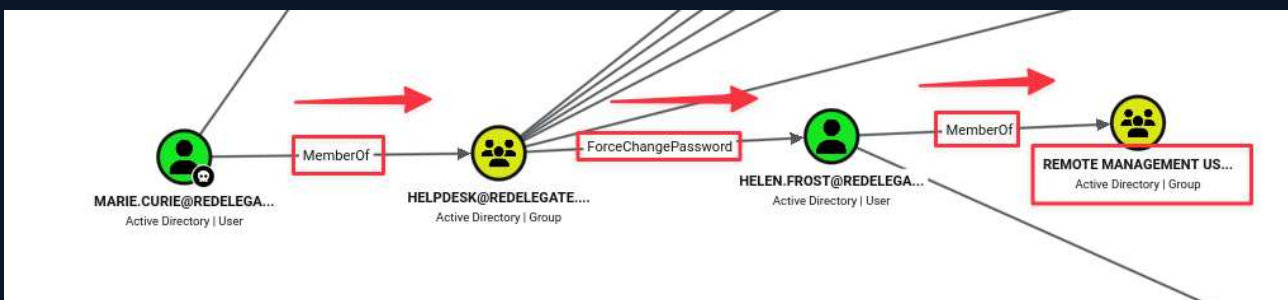 MemberOf
ForceChangePassword
MemberOf
MARIE.CURIE@REDELEGA...
Active Directory | User
HELPDESK@REDELEGATE....
Active Directory | Group
HELEN.FROST@REDELEGA...
Active Directory | User
REMOTE MANAGEMENT US...
Active Directory | Group